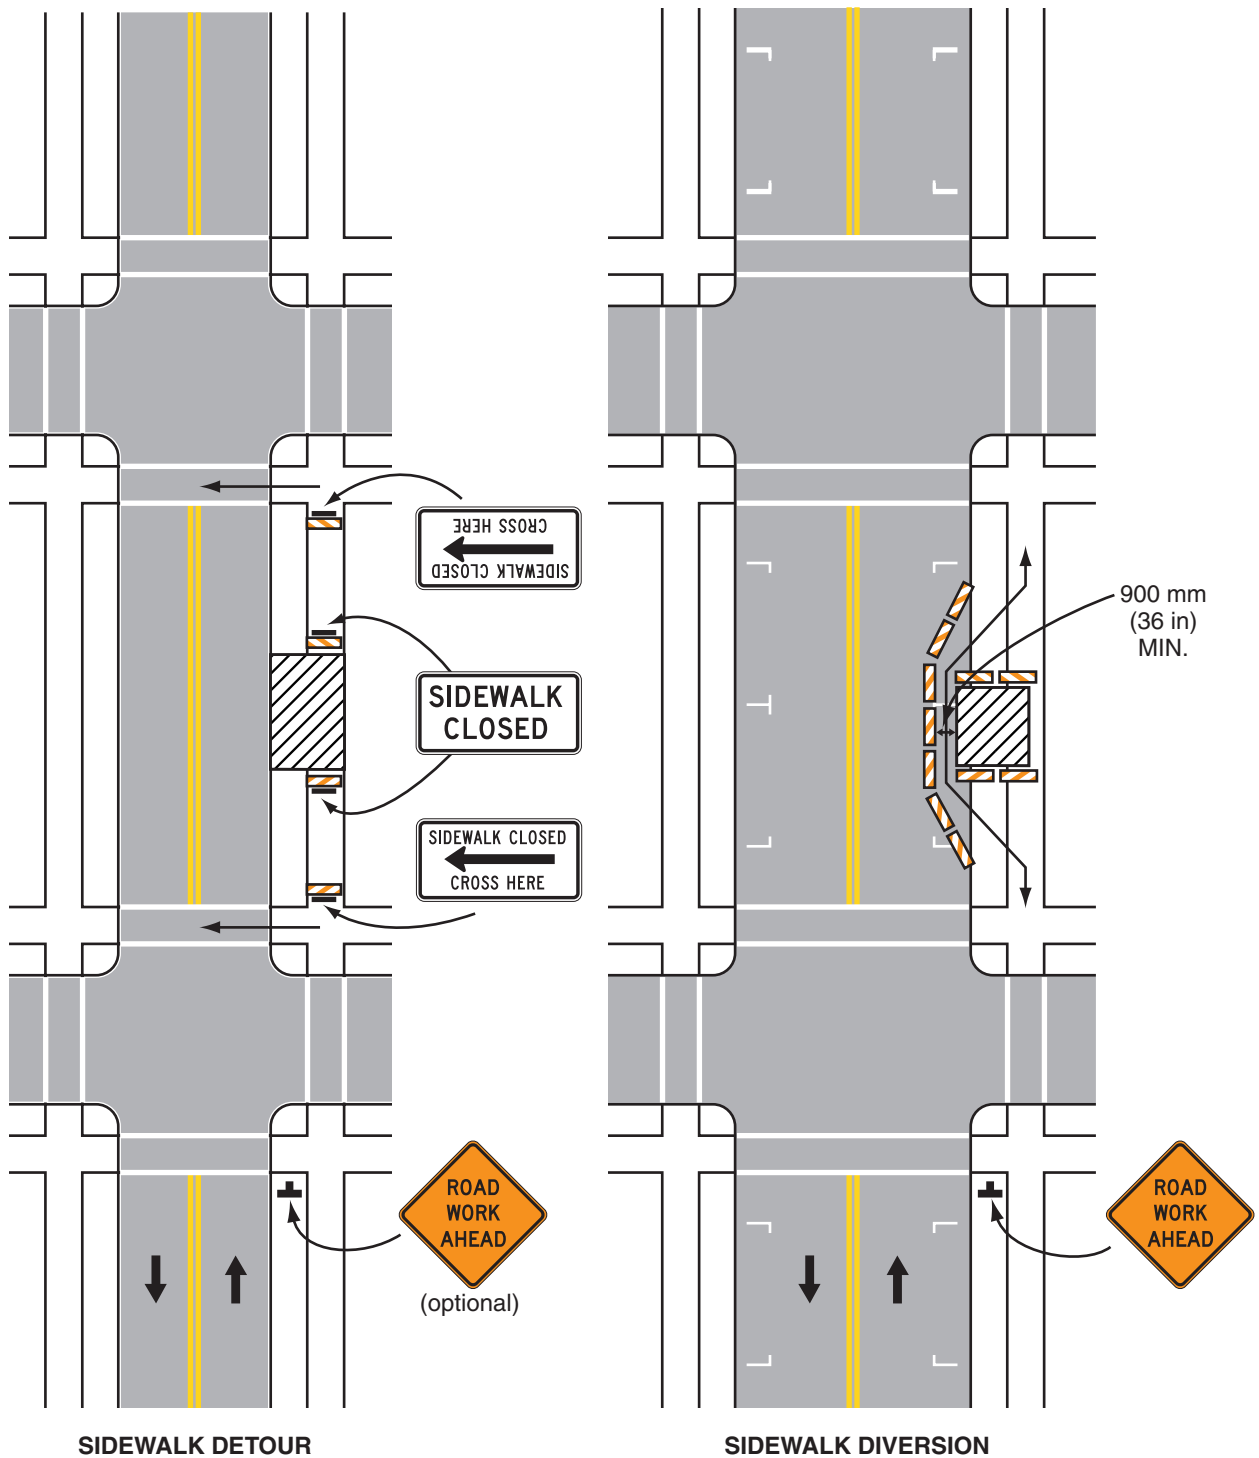 CROSS HERE
SIDEWALK CLOSED
900 mm
(36 in)
MIN.
SIDEWALK
CLOSED
SIDEWALK CLOSED
CROSS HERE
ROAD
WORK
AHEAD
(optional)
ROAD
WORK
AHEAD
SIDEWALK DETOUR
SIDEWALK DIVERSION